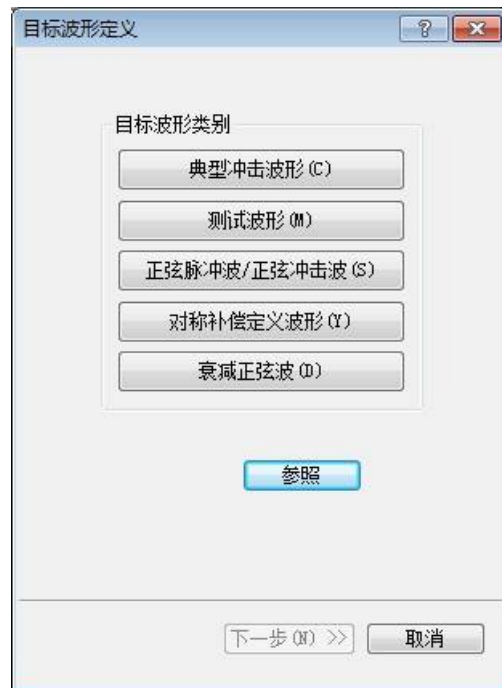 目标波形定义
目标波形类别
典型冲击波形(C)
测试波形(M)
正弦脉冲波/正弦冲击波(S)
对称补偿定义波形(Y)
衰减正弦波(D)
参照
下一步(N) >>
取消